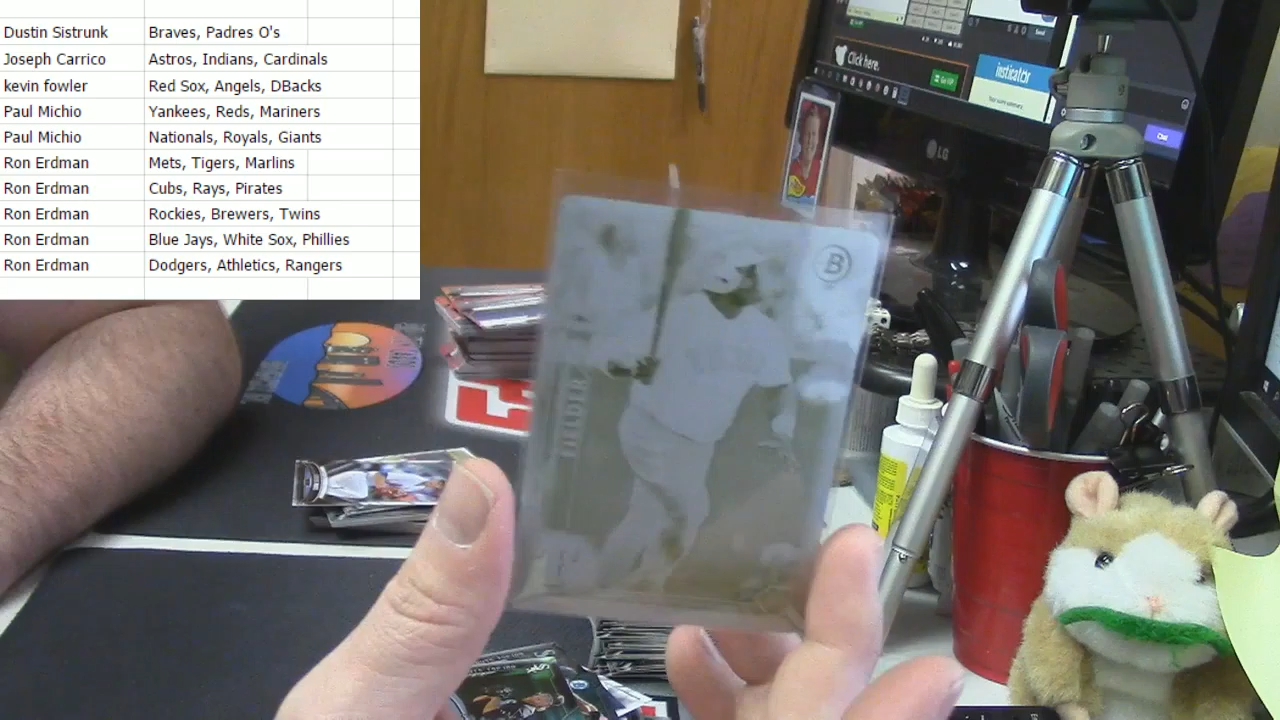 Dustin Sistrunk Braves, Padres O's
Joseph Carrico Astros, Indians, Cardinals
kevin fowler Red Sox, Angels, DBacks
Paul Michio Yankees, Reds, Mariners
Paul Michio Nationals, Royals, Giants
Ron Erdman Mets, Tigers, Marlins
Ron Erdman Cubs, Rays, Pirates
Ron Erdman Rockies, Brewers, Twins
Ron Erdman Blue Jays, White Sox, Phillies
Ron Erdman Dodgers, Athletics, Rangers
Click here.
insticator
LG
B
FIELDER